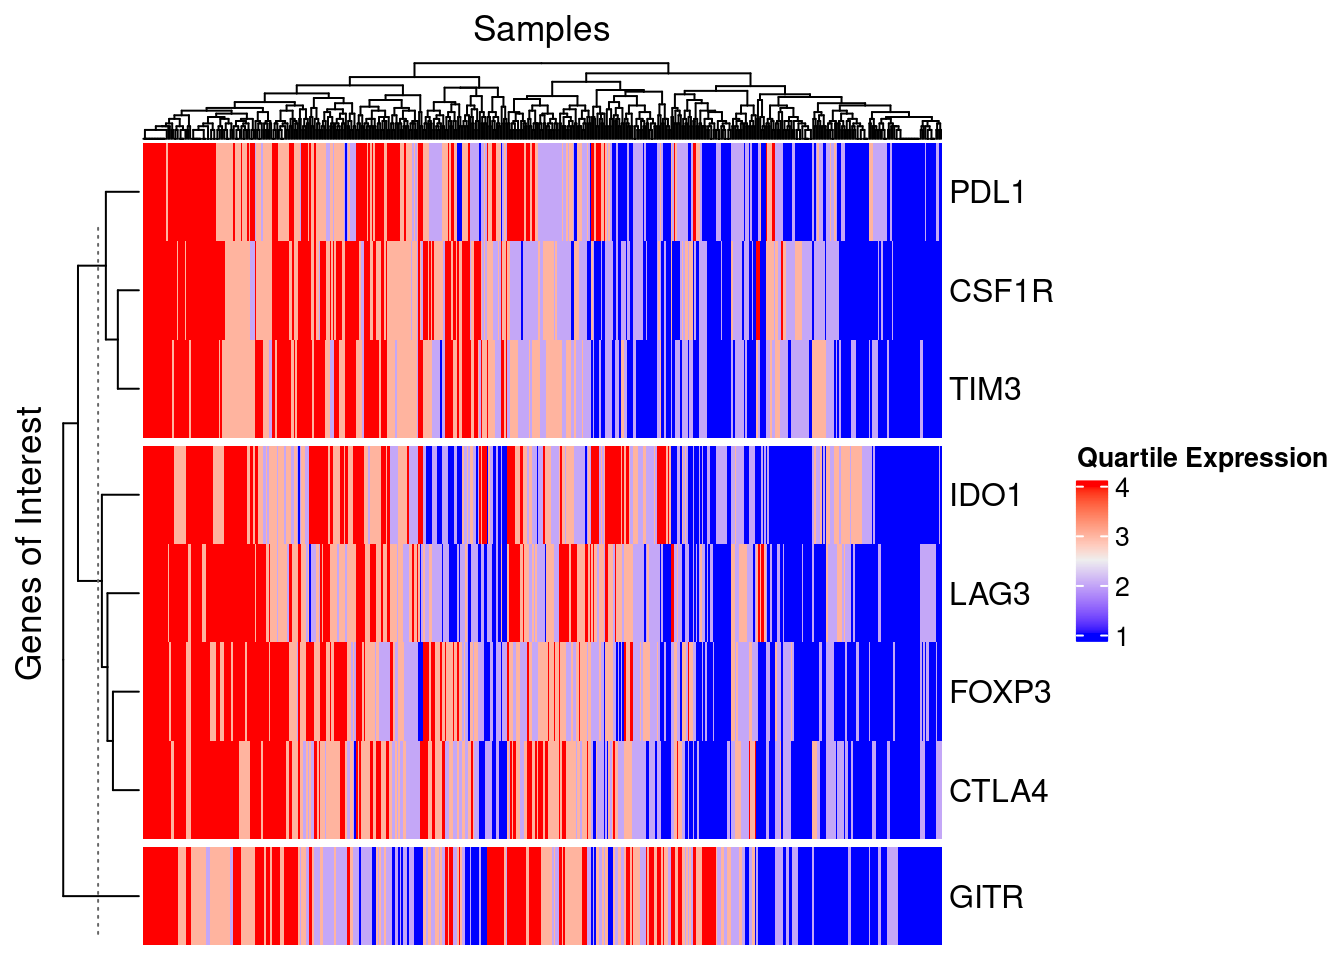 Samples
PDL1
CSF1R
TIM3
IDO1
LAG3
FOXP3
CTLA4
GITR
Genes of Interest
Quartile Expression
4
3
2
1